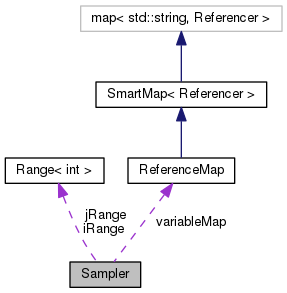 map< std::string, Referencer >
SmartMap< Referencer >
Range< int >
ReferenceMap
jRange
iRange
variableMap
Sampler